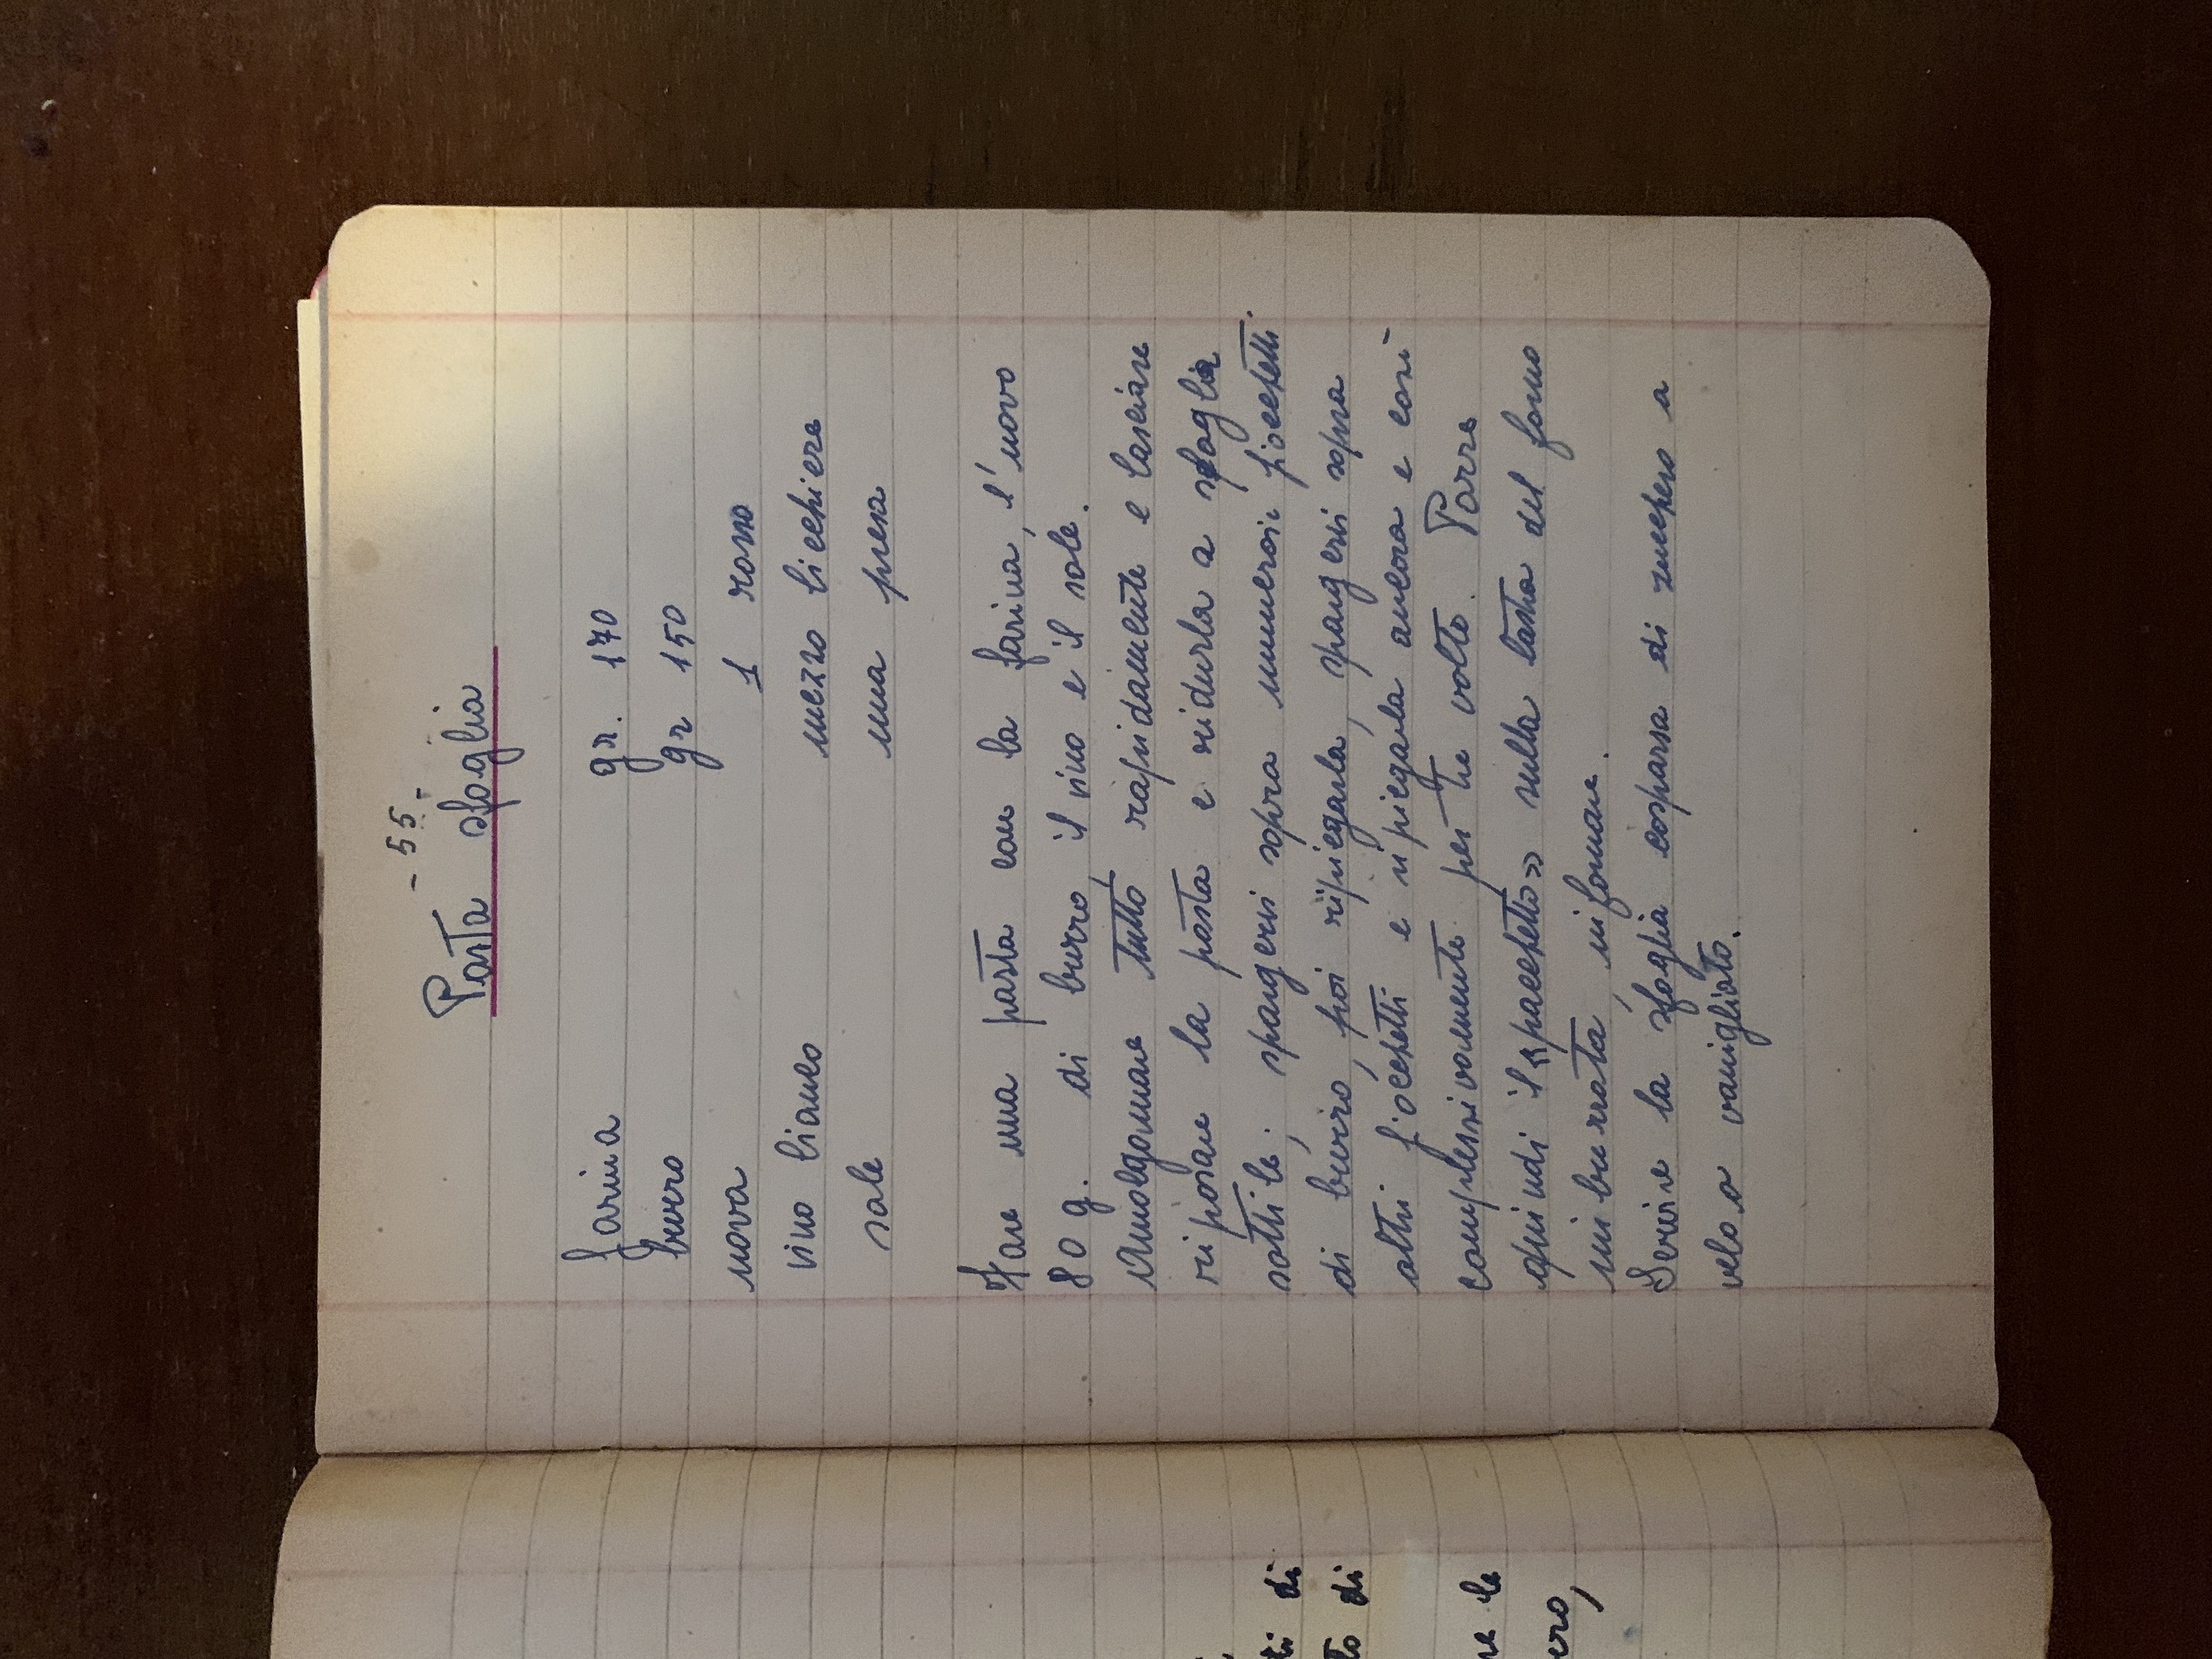 - 55 -
Pasta sfoglia
farina gr. 170
burro gr 150
uova 1 rosso
vino bianco mezzo bicchiere
sale una presa
Fare una pasta con la farina, l'uovo
80 g. di burro, il vino e il sale.
Amalgamare tutto rapidamente e lasciare
riposare la pasta e ridurla a sfoglia
sottile; spargervi sopra numerosi fiocchetti
di burro, poi ripiegarla, spargervi sopra
altri fiocchetti e ripiegarla ancora e così
complessivamente per tre volte. Porre
quindi il «pacchetto» sulla lastra del forno
imburrata, infornare.
Servire la sfoglia cosparsa di zucchero a
velo o vanigliato.
ti di
to di
re le